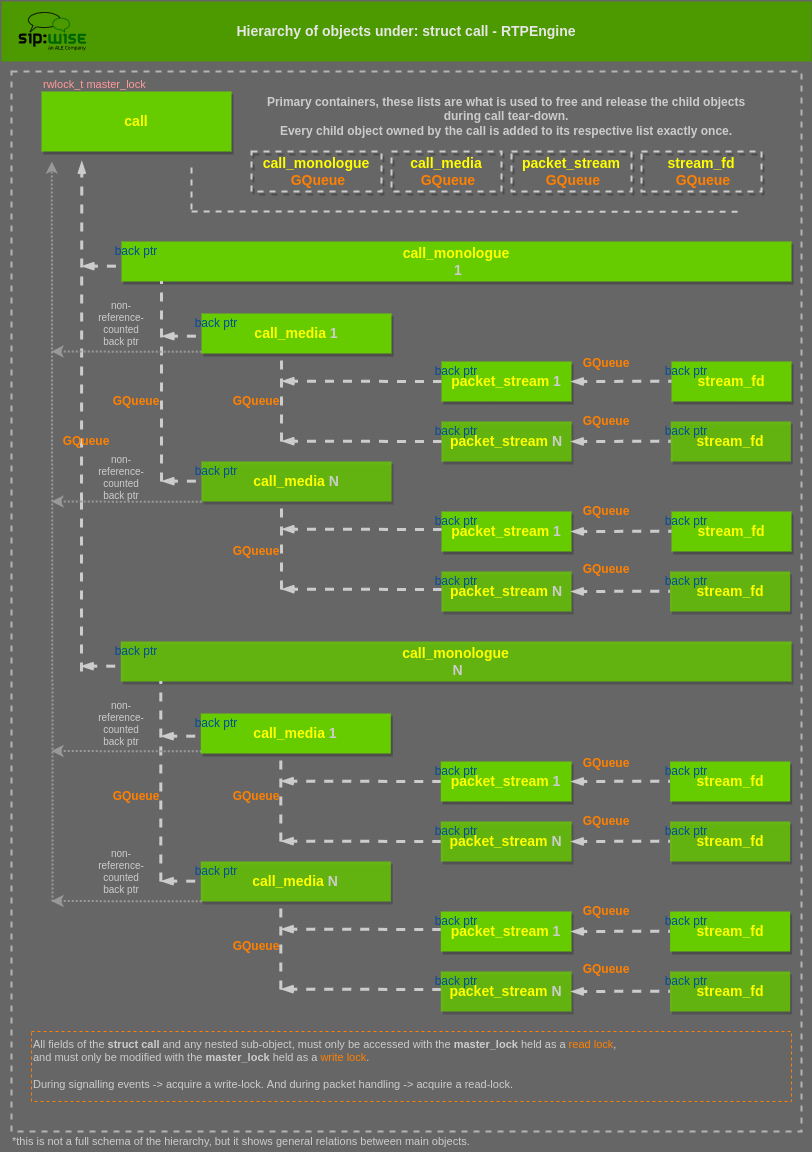 sip:wise
an ALE Company
Hierarchy of objects under: struct call - RTPEngine
rwlock_t master_lock
call
Primary containers, these lists are what is used to free and release the child objects
during call tear-down.
Every child object owned by the call is added to its respective list exactly once.
call_monologue
GQueue
call_media
GQueue
packet_stream
GQueue
stream_fd
GQueue
back ptr
call_monologue
1
non-
reference-
counted
back ptr
back ptr
call_media 1
GQueue
GQueue
back ptr
packet_stream 1
GQueue
back ptr
stream_fd
back ptr
packet_stream N
GQueue
back ptr
stream_fd
GQueue
non-
reference-
counted
back ptr
back ptr
call_media N
GQueue
back ptr
packet_stream 1
GQueue
back ptr
stream_fd
back ptr
packet_stream N
GQueue
back ptr
stream_fd
back ptr
call_monologue
N
non-
reference-
counted
back ptr
back ptr
call_media 1
GQueue
GQueue
back ptr
packet_stream 1
GQueue
back ptr
stream_fd
back ptr
packet_stream N
GQueue
back ptr
stream_fd
non-
reference-
counted
back ptr
back ptr
call_media N
GQueue
back ptr
packet_stream 1
GQueue
back ptr
stream_fd
back ptr
packet_stream N
GQueue
back ptr
stream_fd
All fields of the struct call and any nested sub-object, must only be accessed with the master_lock held as a read lock,
and must only be modified with the master_lock held as a write lock.
During signalling events -> acquire a write-lock. And during packet handling -> acquire a read-lock.
*this is not a full schema of the hierarchy, but it shows general relations between main objects.